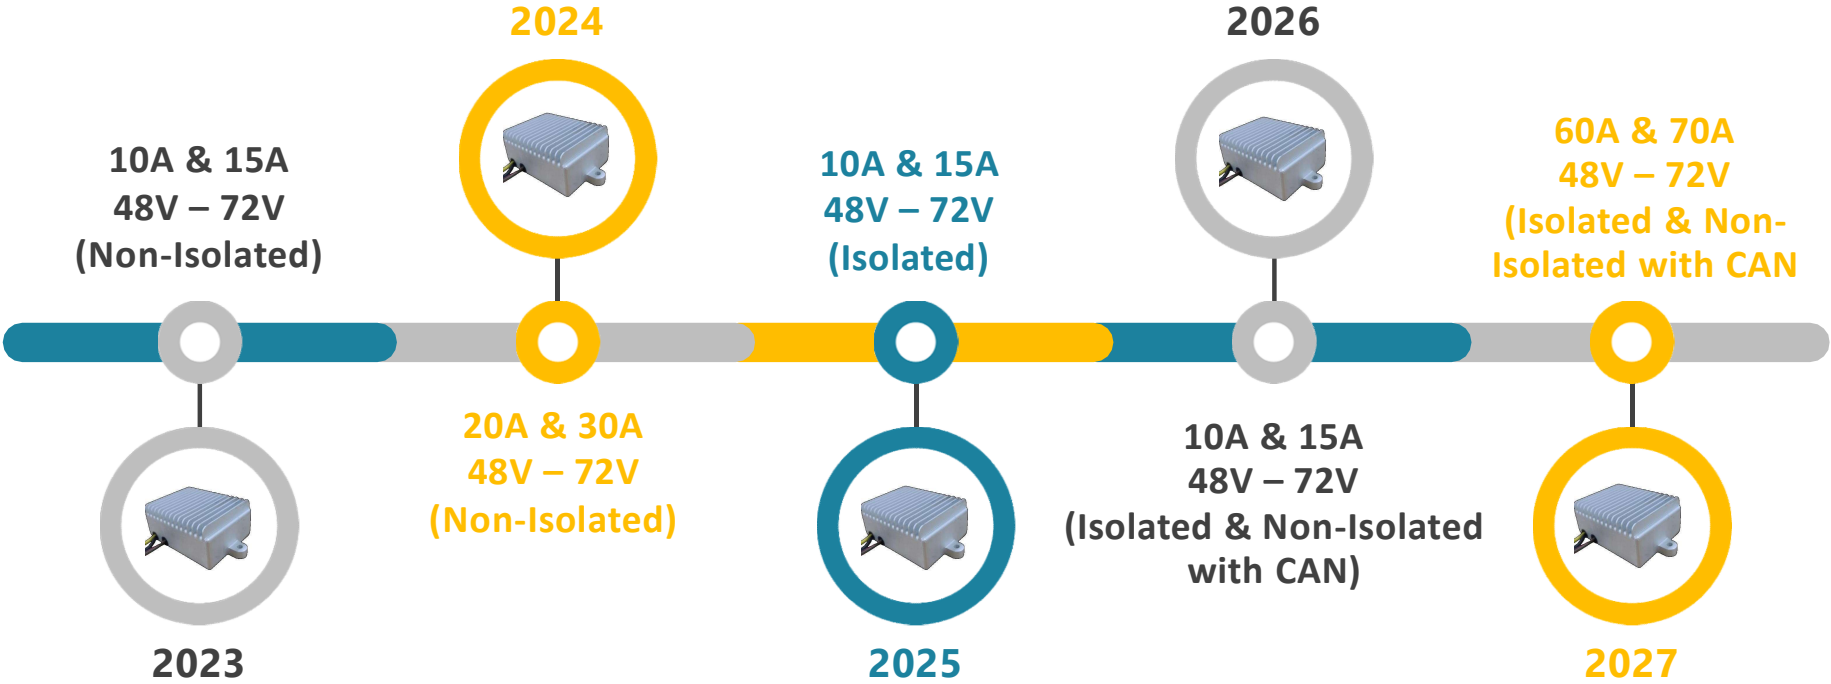 2023
10A & 15A
48V – 72V
(Non-Isolated)
2024
20A & 30A
48V – 72V
(Non-Isolated)
2025
10A & 15A
48V – 72V
(Isolated)
2026
10A & 15A
48V – 72V
(Isolated & Non-Isolated
with CAN)
2027
60A & 70A
48V – 72V
(Isolated & Non-
Isolated with CAN